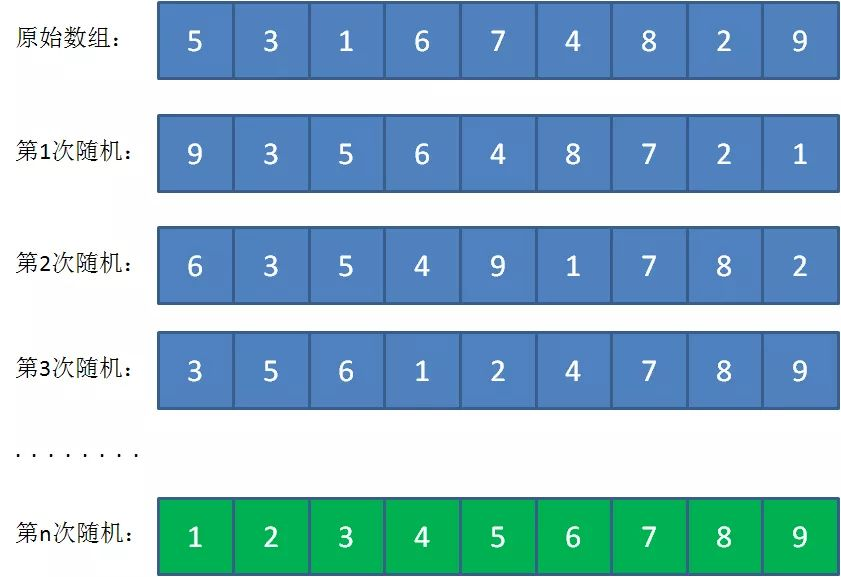 原始数组： 5 3 1 6 7 4 8 2 9
第1次随机： 9 3 5 6 4 8 7 2 1
第2次随机： 6 3 5 4 9 1 7 8 2
第3次随机： 3 5 6 1 2 4 7 8 9
. . . . . . . .
第n次随机： 1 2 3 4 5 6 7 8 9